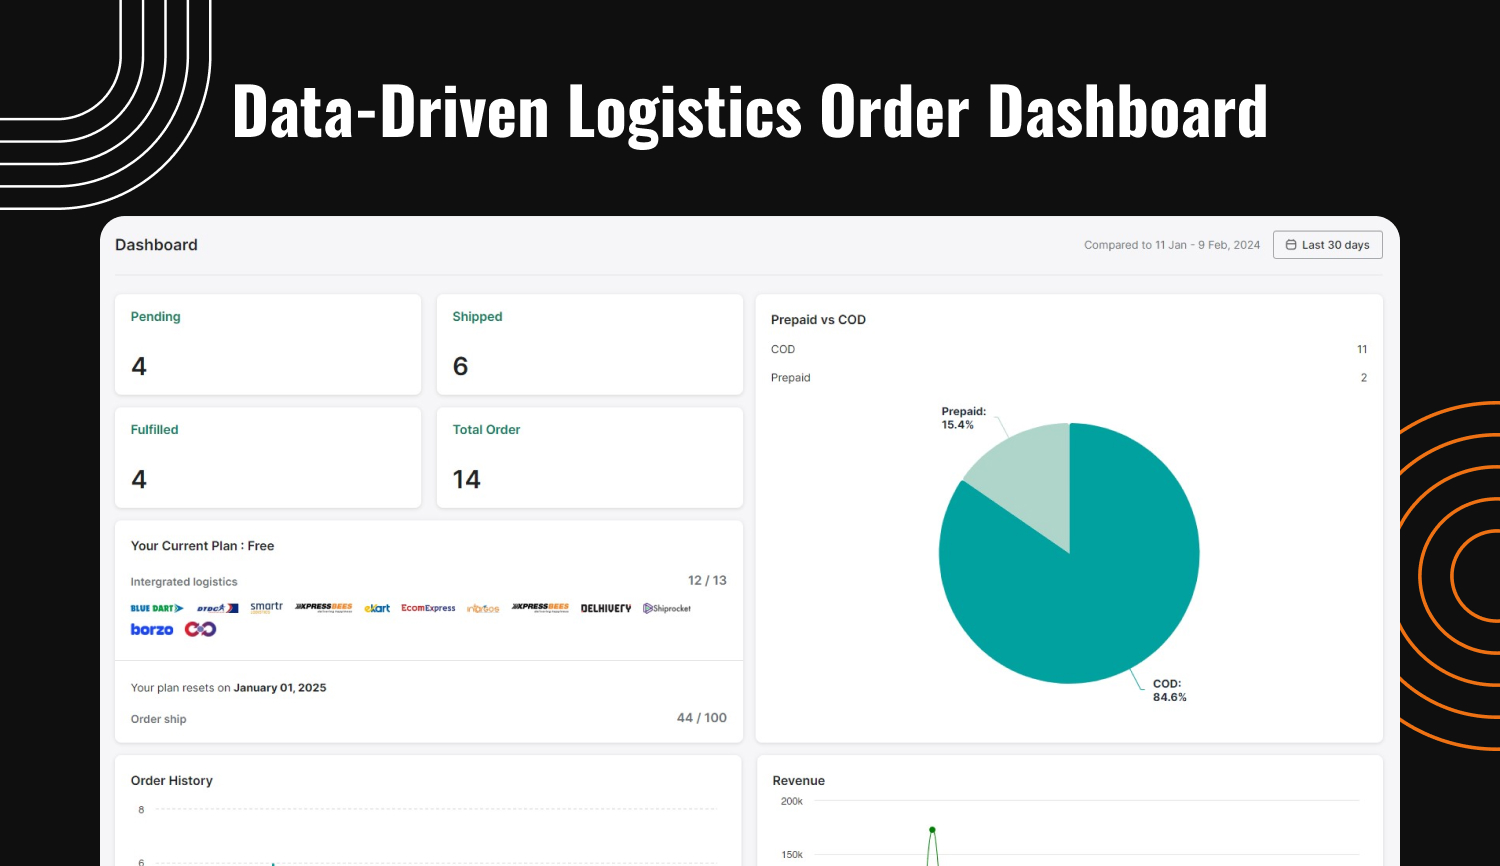 Data-Driven Logistics Order Dashboard
Dashboard
Compared to 11 Jan - 9 Feb, 2024
Last 30 days
Pending
4
Shipped
6
Fulfilled
4
Total Order
14
Your Current Plan : Free
Intergrated logistics
12 / 13
BLUE DART
DTDC
smartr
XPRESSBEES
ekart
EcomExpress
XPRESSBEES
DELHIVERY
Shiprocket
borzo
Your plan resets on January 01, 2025
Order ship
44 / 100
Prepaid vs COD
COD
11
Prepaid
2
Prepaid:
15.4%
COD:
84.6%
Order History
8
6
Revenue
200k
150k